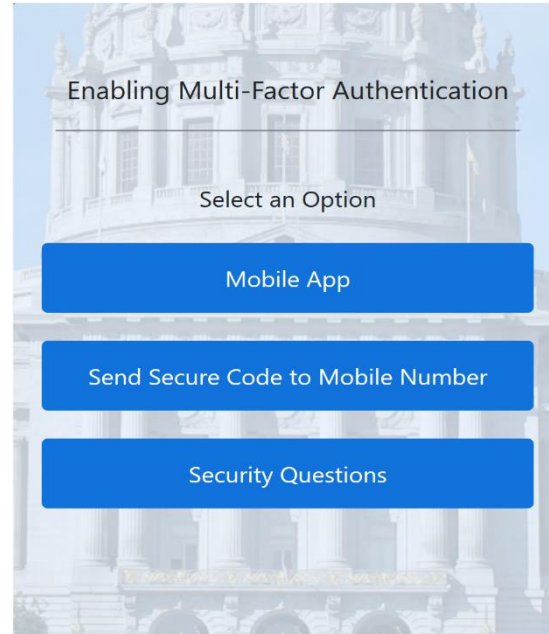 Enabling Multi-Factor Authentication
Select an Option
Mobile App
Send Secure Code to Mobile Number
Security Questions